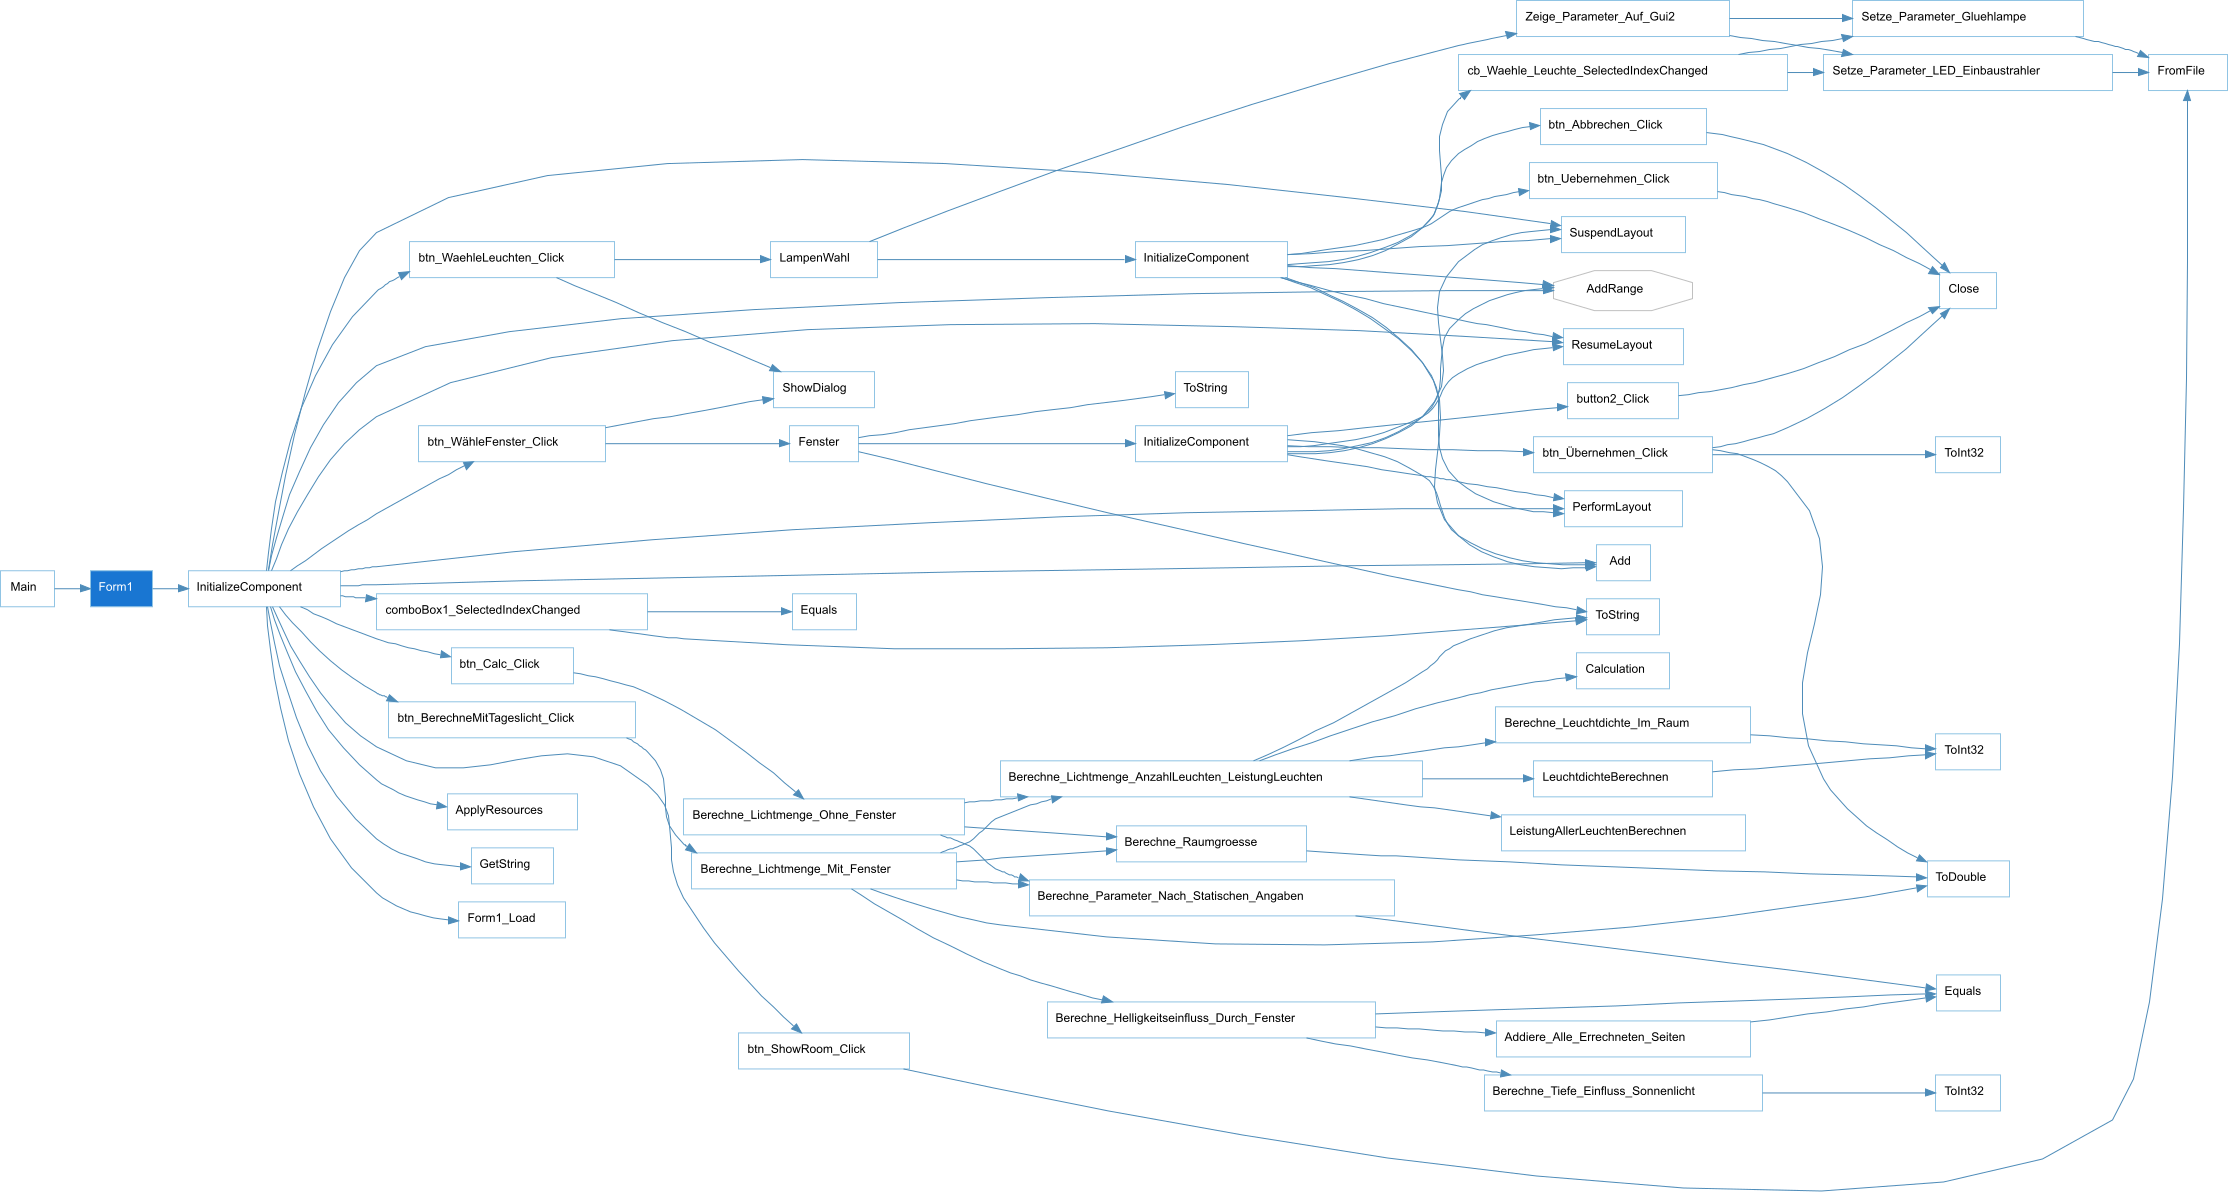 Main
Form1
InitializeComponent
btn_WaehleLeuchten_Click
btn_WähleFenster_Click
comboBox1_SelectedIndexChanged
btn_Calc_Click
btn_BerechneMitTageslicht_Click
ApplyResources
GetString
Form1_Load
LampenWahl
ShowDialog
Fenster
Equals
Berechne_Lichtmenge_Ohne_Fenster
Berechne_Lichtmenge_Mit_Fenster
btn_ShowRoom_Click
InitializeComponent
ToString
InitializeComponent
Berechne_Lichtmenge_AnzahlLeuchten_LeistungLeuchten
Berechne_Raumgroesse
Berechne_Parameter_Nach_Statischen_Angaben
Berechne_Helligkeitseinfluss_Durch_Fenster
Zeige_Parameter_Auf_Gui2
cb_Waehle_Leuchte_SelectedIndexChanged
btn_Abbrechen_Click
btn_Uebernehmen_Click
SuspendLayout
AddRange
ResumeLayout
button2_Click
btn_Übernehmen_Click
PerformLayout
Add
ToString
Calculation
Berechne_Leuchtdichte_Im_Raum
LeuchtdichteBerechnen
LeistungAllerLeuchtenBerechnen
Addiere_Alle_Errechneten_Seiten
Berechne_Tiefe_Einfluss_Sonnenlicht
Setze_Parameter_Gluehlampe
Setze_Parameter_LED_Einbaustrahler
Close
ToInt32
ToInt32
ToDouble
Equals
ToInt32
FromFile